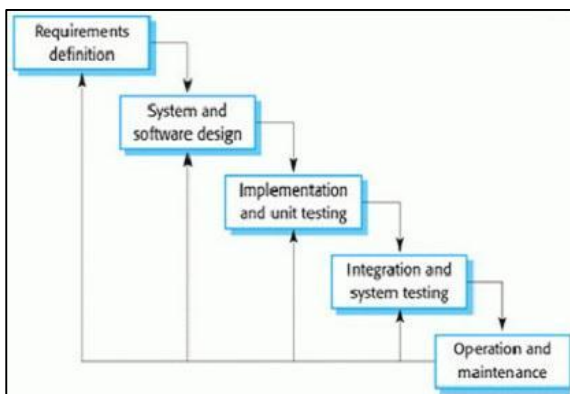 Requirements
definition
System and
software design
Implementation
and unit testing
Integration and
system testing
Operation and
maintenance